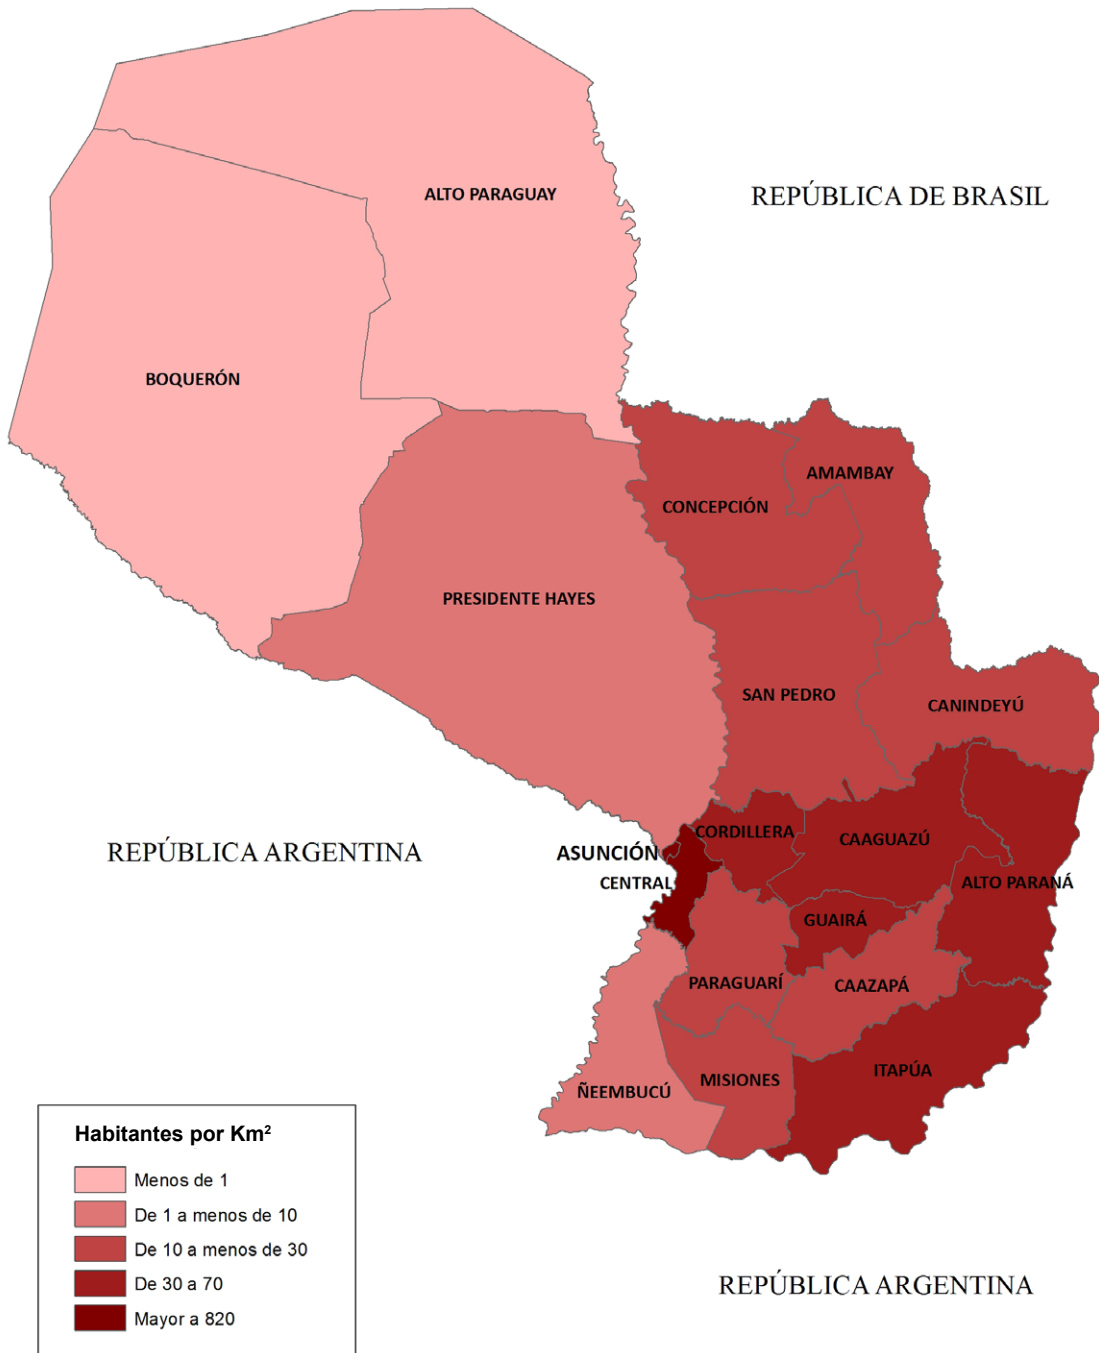 ALTO PARAGUAY
REPÚBLICA DE BRASIL
BOQUERÓN
AMAMBAY
CONCEPCIÓN
PRESIDENTE HAYES
SAN PEDRO
CANINDEYÚ
CORDILLERA
CAAGUAZÚ
REPÚBLICA ARGENTINA
ASUNCIÓN
CENTRAL
ALTO PARANÁ
GUAIRÁ
PARAGUARÍ
CAAZAPÁ
ITAPÚA
MISIONES
ÑEEMBUCÚ
Habitantes por Km²
Menos de 1
De 1 a menos de 10
De 10 a menos de 30
De 30 a 70
Mayor a 820
REPÚBLICA ARGENTINA